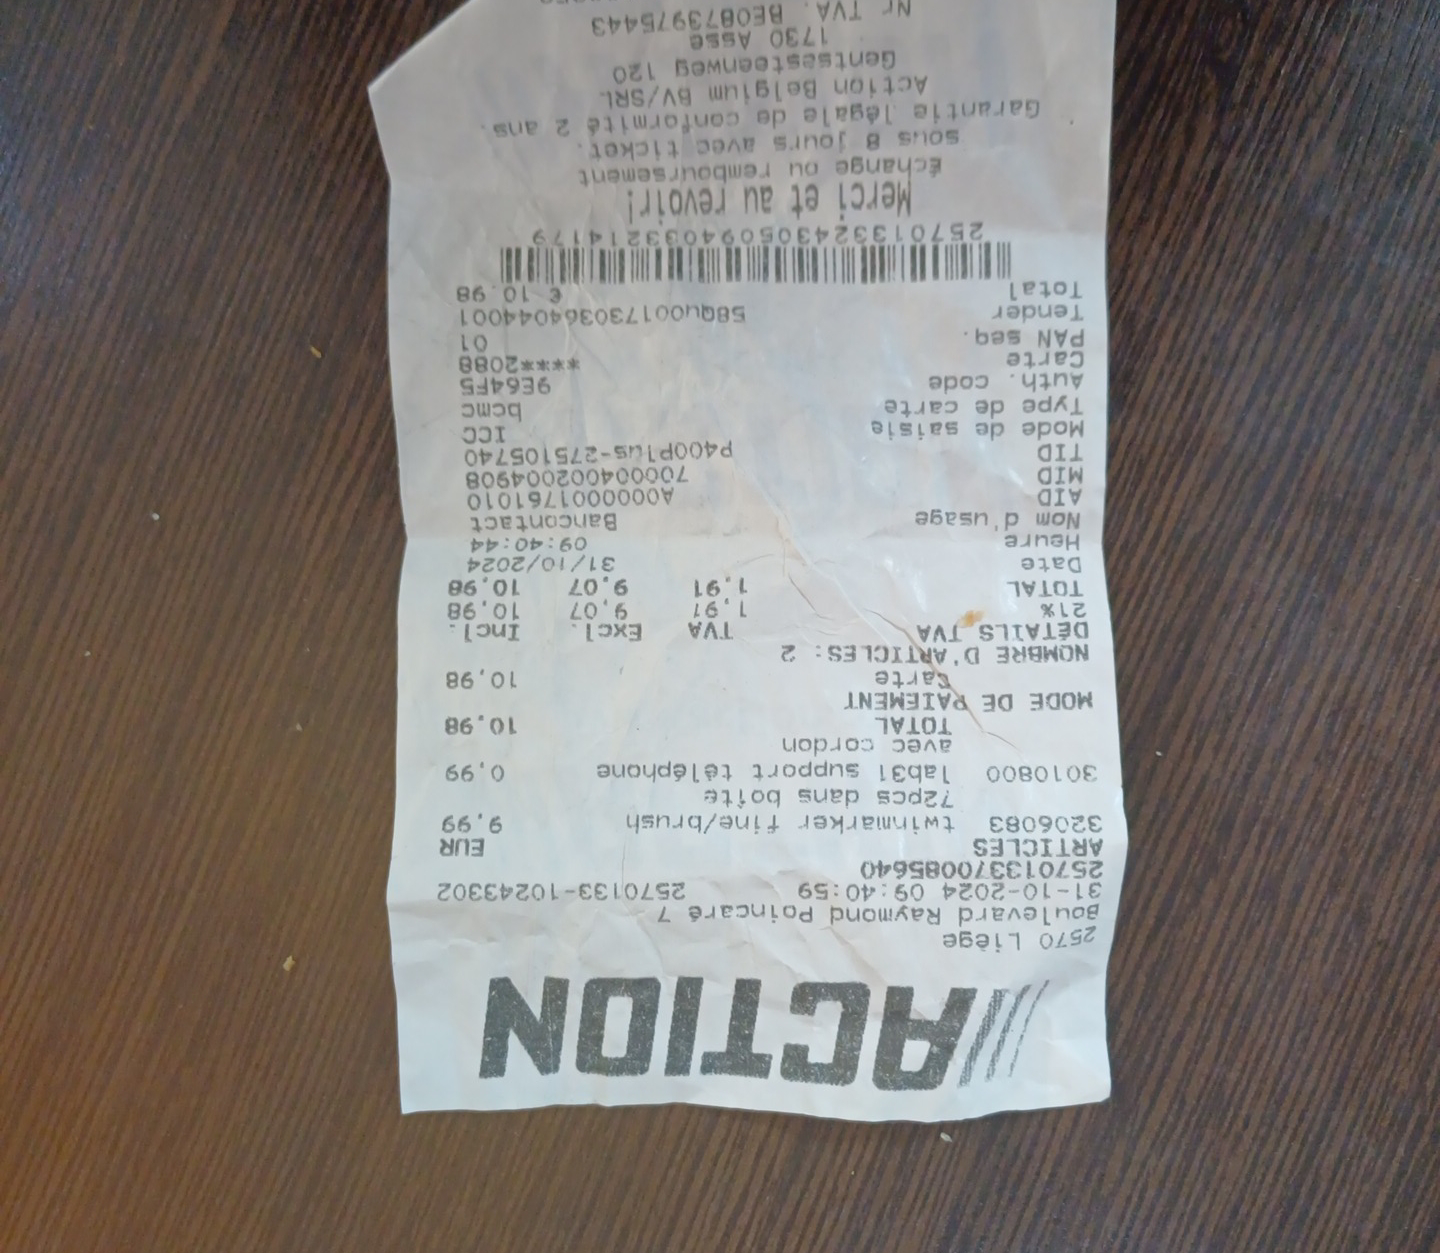 ACTION
2570 Liège
Boulevard Raymond Poincaré 7
31-10-2024 09:40:59 2570133-10243302
257013370085640
ARTICLES EUR
3206083 twinmarker fine/brush 9,99
72pcs dans boîte
3010800 lab31 support téléphone 0,99
avec cordon
TOTAL 10,98
MODE DE PAIEMENT
Carte 10,98
NOMBRE D'ARTICLES: 2
DÉTAILS TVA TVA Excl. Incl.
21% 1,91 9,07 10,98
TOTAL 1,91 9,07 10,98
Date 31/10/2024
Heure 09:40:44
Nom d'usage Bancontact
AID A0000001761010
MID 700004002004908
TID P400Plus-275105740
Mode de saisie ICC
Type de carte bcmc
Auth. code 9E64F5
Carte ****2088
PAN seq. 01
Tender 58Qu001730364044001
Total € 10.98
2570133243050940332141179
Merci et au revoir!
Échange ou remboursement
sous 8 jours avec ticket.
Garantie légale de conformité 2 ans.
Action Belgium BV/SRL
Gentsesteenweg 120
1730 Asse
Nr TVA. BE0873975443